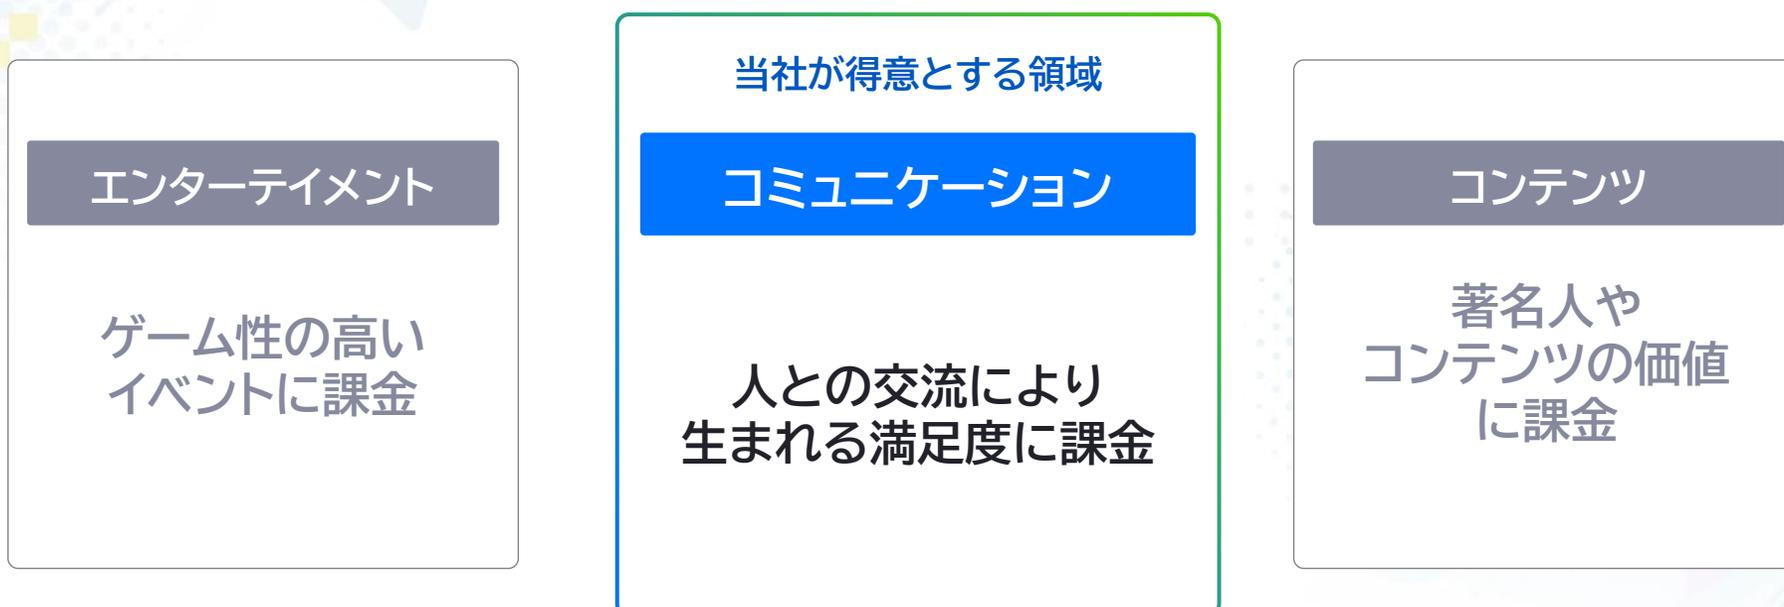 エンターテイメント
ゲーム性の高い
イベントに課金
当社が得意とする領域
コミュニケーション
人との交流により
生まれる満足度に課金
コンテンツ
著名人や
コンテンツの価値
に課金